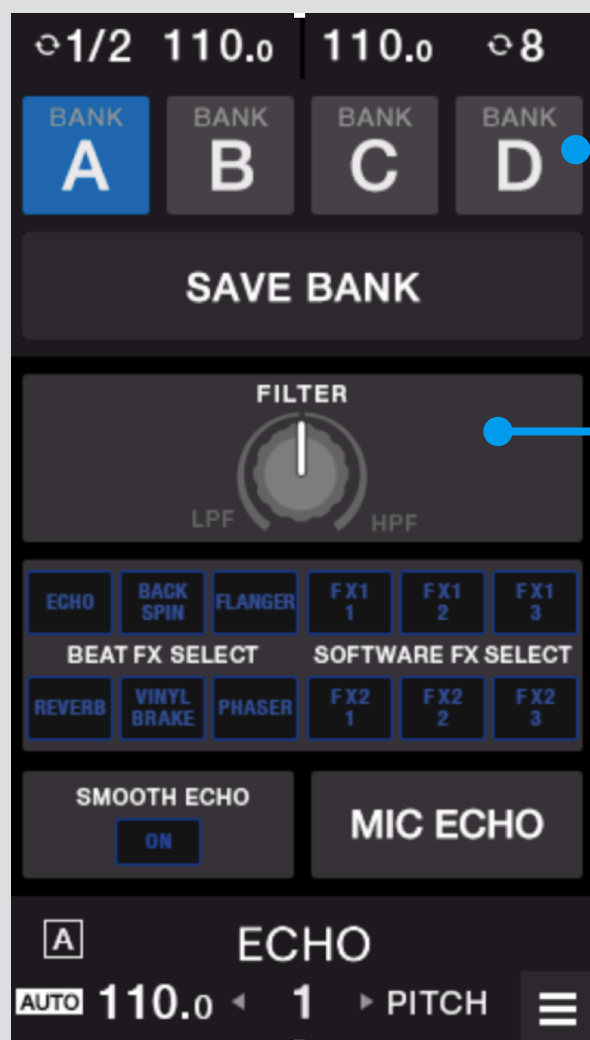 1/2 110.0 110.0 8
BANK BANK BANK BANK
A B C D
SAVE BANK
FILTER
LPF HPF
ECHO BACK SPIN FLANGER FX1 1 FX1 2 FX1 3
BEAT FX SELECT SOFTWARE FX SELECT
REVERB VINYL BRAKE PHASER FX2 1 FX2 2 FX2 3
SMOOTH ECHO
ON
MIC ECHO
A ECHO
AUTO 110.0 ◄ 1 ► PITCH